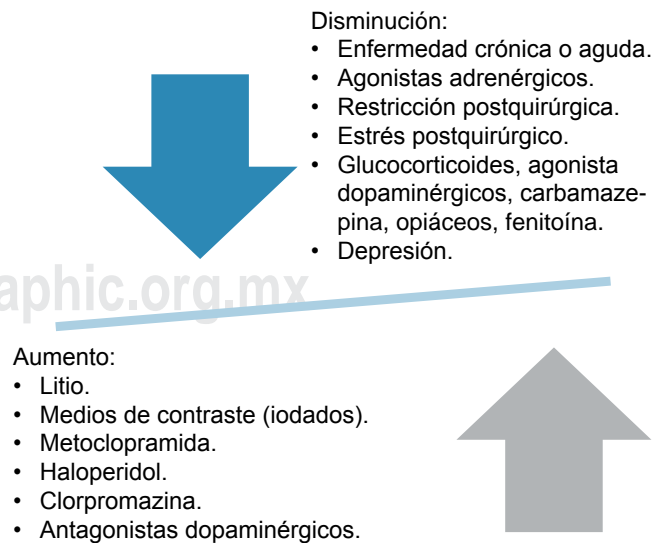 Disminución:
• Enfermedad crónica o aguda.
• Agonistas adrenérgicos.
• Restricción postquirúrgica.
• Estrés postquirúrgico.
• Glucocorticoides, agonista
dopaminérgicos, carbamaze-
pina, opiáceos, fenitoína.
• Depresión.
aphic.org.mx
Aumento:
• Litio.
• Medios de contraste (iodados).
• Metoclopramida.
• Haloperidol.
• Clorpromazina.
• Antagonistas dopaminérgicos.